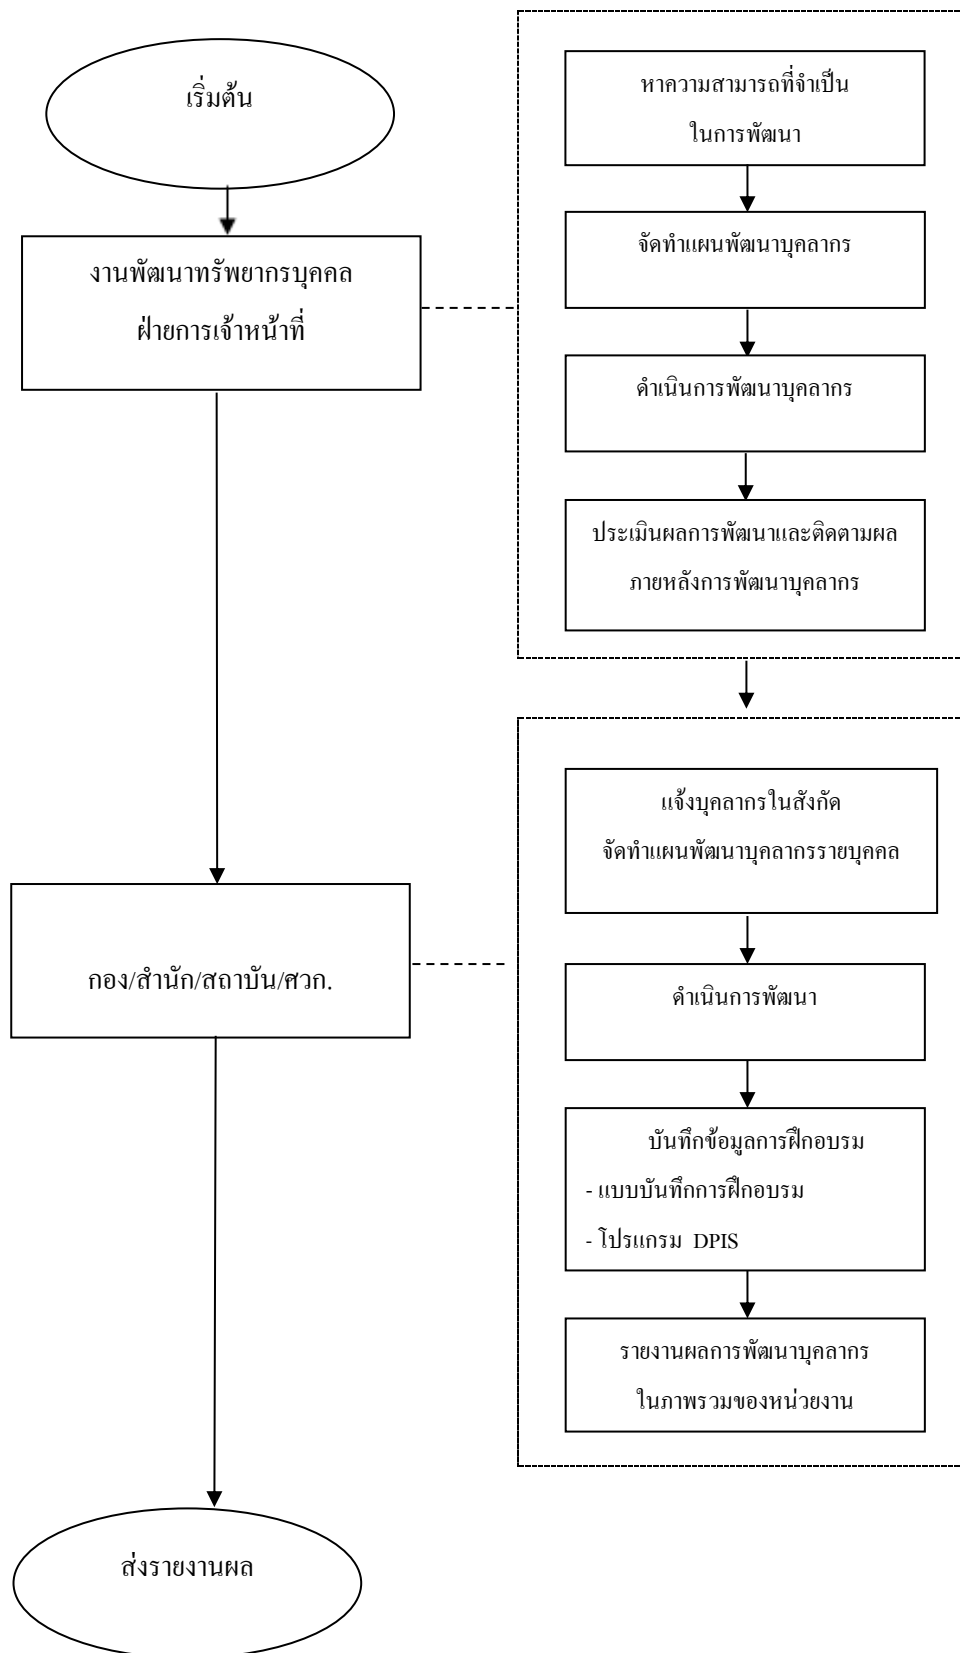 เริ่มต้น
งานพัฒนาทรัพยากรบุคคล
ฝ่ายการเจ้าหน้าที่
หาความสามารถที่จำเป็น
ในการพัฒนา
จัดทำแผนพัฒนาบุคลากร
ดำเนินการพัฒนาบุคลากร
ประเมินผลการพัฒนาและติดตามผล
ภายหลังการพัฒนาบุคลากร
กอง/สำนัก/สถาบัน/ศวก.
แจ้งบุคลากรในสังกัด
จัดทำแผนพัฒนาบุคลากรรายบุคคล
ดำเนินการพัฒนา
บันทึกข้อมูลการฝึกอบรม
- แบบบันทึกการฝึกอบรม
- โปรแกรม DPIS
รายงานผลการพัฒนาบุคลากร
ในภาพรวมของหน่วยงาน
ส่งรายงานผล